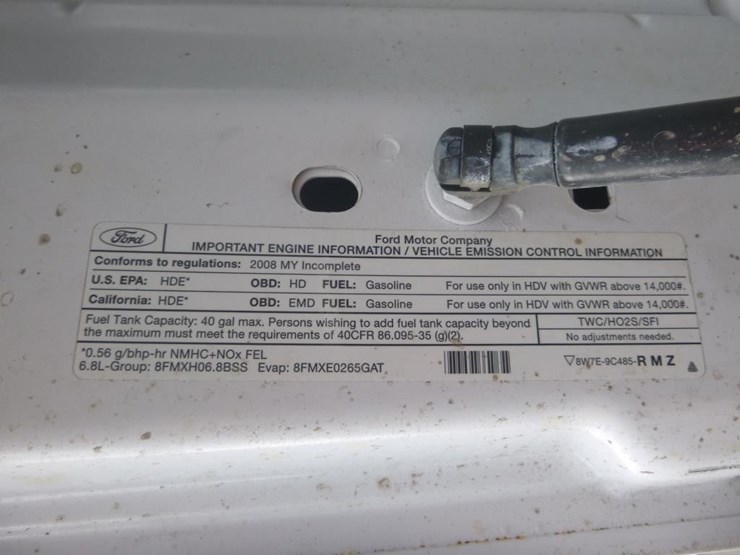 Ford
Ford Motor Company
IMPORTANT ENGINE INFORMATION / VEHICLE EMISSION CONTROL INFORMATION
Conforms to regulations: 2008 MY Incomplete
U.S. EPA: HDE* OBD: HD FUEL: Gasoline For use only in HDV with GVWR above 14,000#.
California: HDE* OBD: EMD FUEL: Gasoline For use only in HDV with GVWR above 14,000#.
Fuel Tank Capacity: 40 gal max. Persons wishing to add fuel tank capacity beyond
the maximum must meet the requirements of 40CFR 86.095-35 (g)(2).
TWC/HO2S/SFI
No adjustments needed.
*0.56 g/bhp-hr NMHC+NOx FEL
6.8L-Group: 8FMXH06.8BSS Evap: 8FMXE0265GAT
8W7E-9C485-R M Z